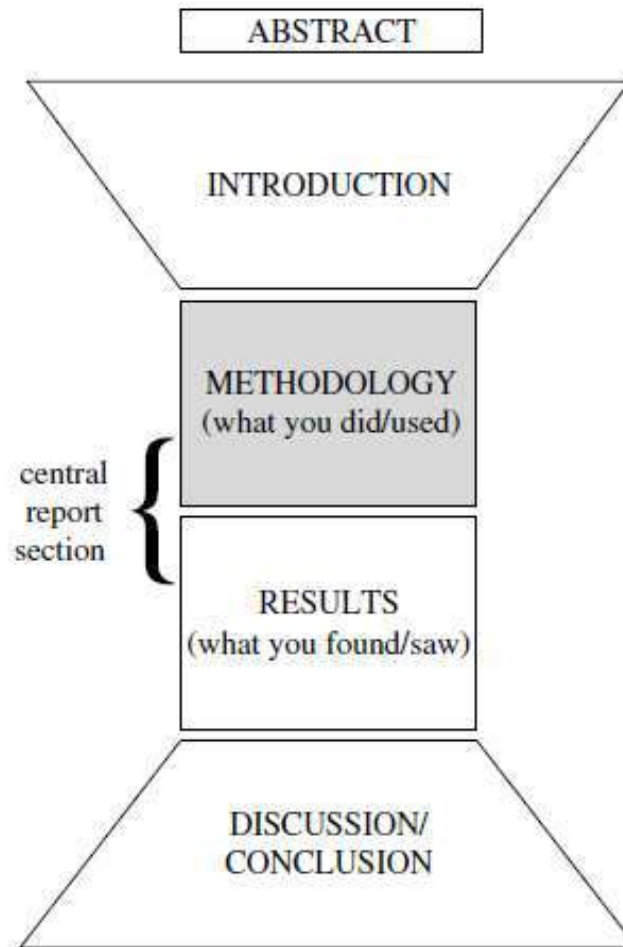 ABSTRACT
INTRODUCTION
METHODOLOGY
(what you did/used)
central
report
section
RESULTS
(what you found/saw)
DISCUSSION/
CONCLUSION